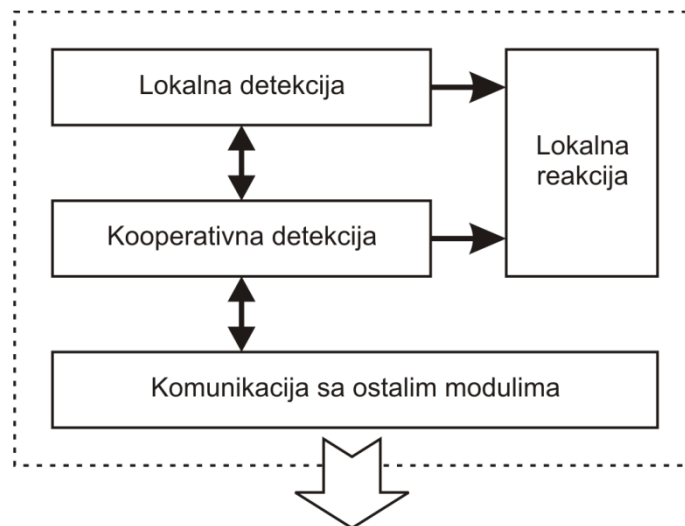 Lokalna detekcija
Lokalna
reakcija
Kooperativna detekcija
Komunikacija sa ostalim modulima